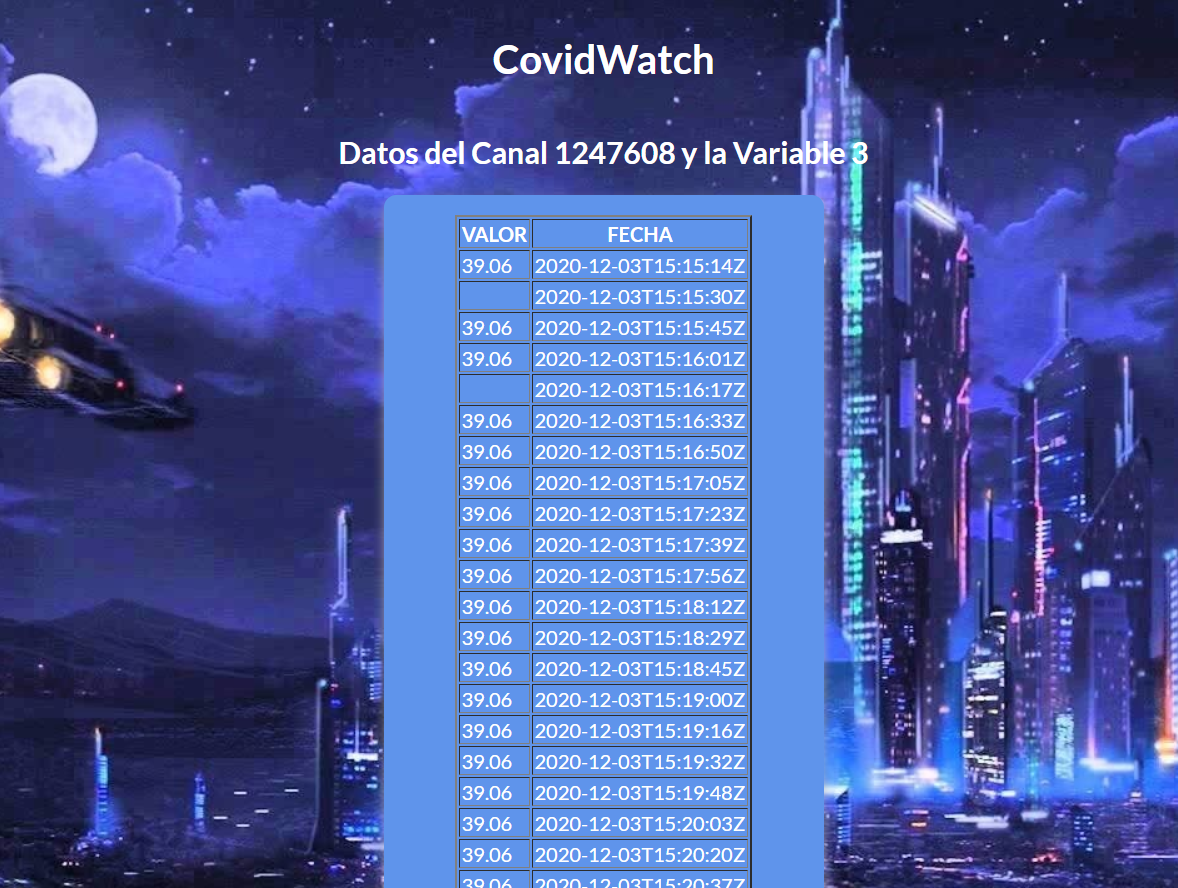 CovidWatch
Datos del Canal 1247608 y la Variable 3
VALOR FECHA
39.06 2020-12-03T15:15:14Z
2020-12-03T15:15:30Z
39.06 2020-12-03T15:15:45Z
39.06 2020-12-03T15:16:01Z
2020-12-03T15:16:17Z
39.06 2020-12-03T15:16:33Z
39.06 2020-12-03T15:16:50Z
39.06 2020-12-03T15:17:05Z
39.06 2020-12-03T15:17:23Z
39.06 2020-12-03T15:17:39Z
39.06 2020-12-03T15:17:56Z
39.06 2020-12-03T15:18:12Z
39.06 2020-12-03T15:18:29Z
39.06 2020-12-03T15:18:45Z
39.06 2020-12-03T15:19:00Z
39.06 2020-12-03T15:19:16Z
39.06 2020-12-03T15:19:32Z
39.06 2020-12-03T15:19:48Z
39.06 2020-12-03T15:20:03Z
39.06 2020-12-03T15:20:20Z
39.06 2020-12-03T15:20:37Z